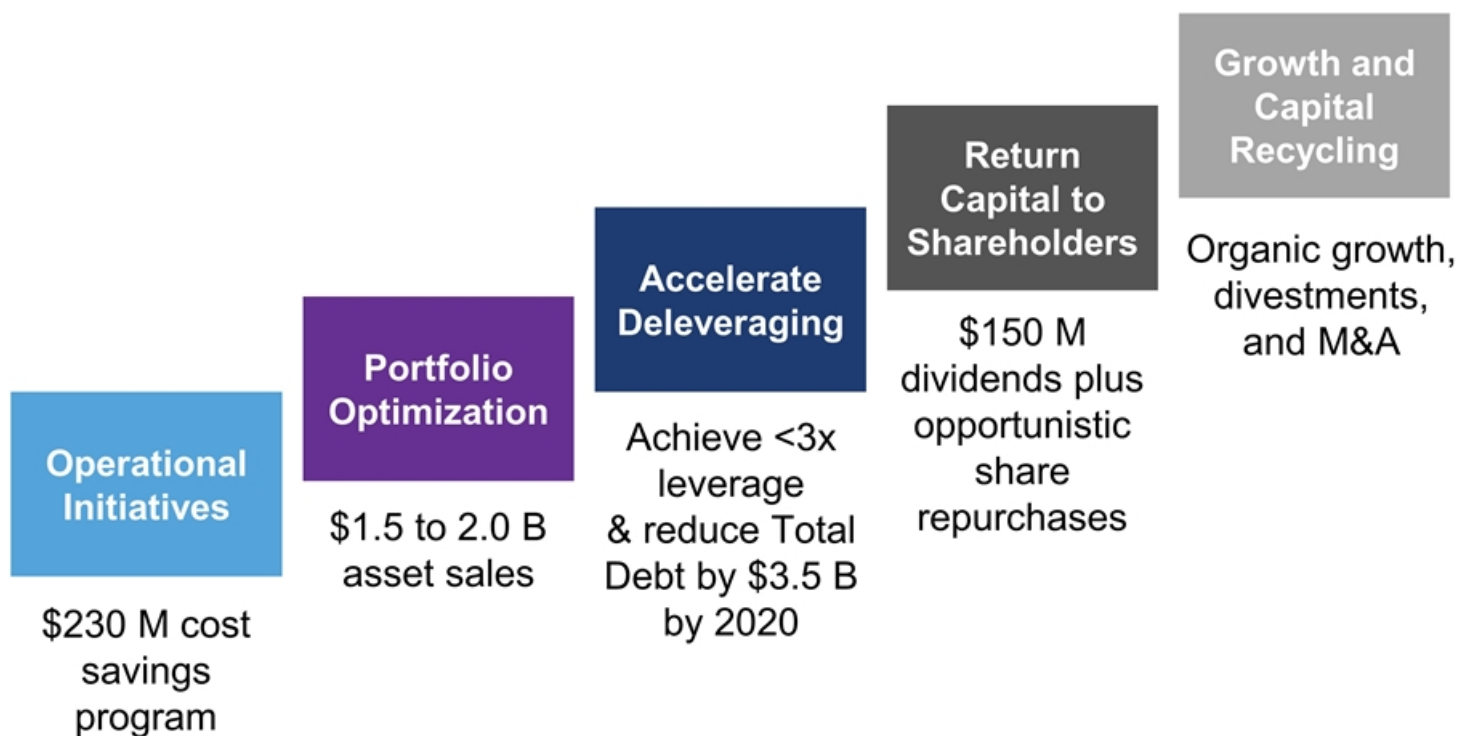 Operational
Initiatives
$230 M cost
savings
program
Portfolio
Optimization
$1.5 to 2.0 B
asset sales
Accelerate
Deleveraging
Achieve <3x
leverage
& reduce Total
Debt by $3.5 B
by 2020
Return
Capital to
Shareholders
$150 M
dividends plus
opportunistic
share
repurchases
Growth and
Capital
Recycling
Organic growth,
divestments,
and M&A